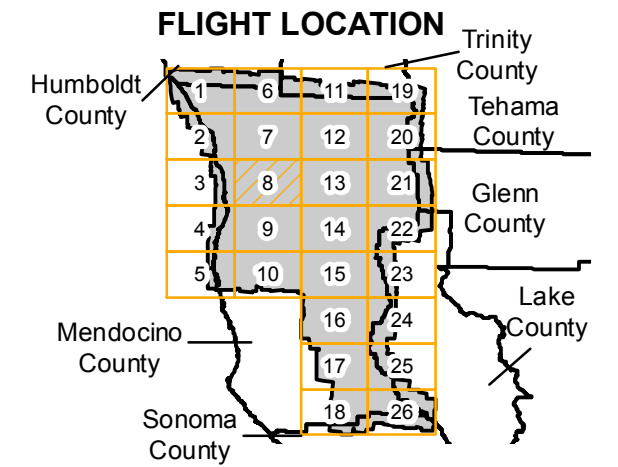 FLIGHT LOCATION
Trinity
County
Humboldt
County
1 6 11 19
Tehama
County
2 7 12 20
3 8 13 21
Glenn
County
4 9 14 22
5 10 15 23
Lake
County
16 24
Mendocino
County
17 25
18 26
Sonoma
County